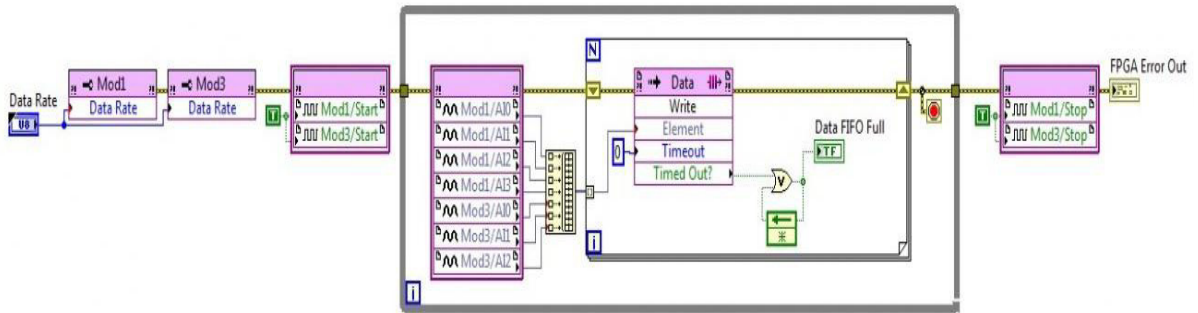 Data Rate
U8
Mod1
Data Rate
Mod3
Data Rate
T
Mod1/Start
Mod3/Start
Mod1/AI0
Mod1/AI1
Mod1/AI2
Mod1/AI3
Mod3/AI0
Mod3/AI1
Mod3/AI2
i
N
Data
Write
Element
0
Timeout
Timed Out?
V
Data FIFO Full
TF
i
T
Mod1/Stop
Mod3/Stop
FPGA Error Out